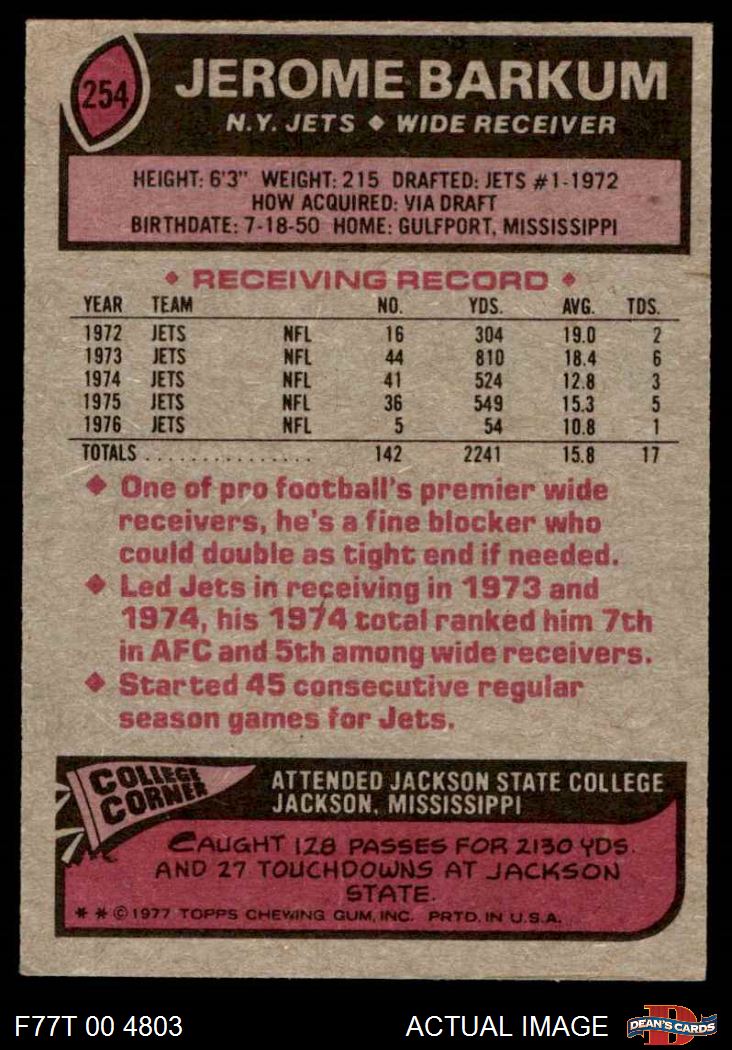 254
JEROME BARKUM
N.Y. JETS ◆ WIDE RECEIVER
HEIGHT: 6'3" WEIGHT: 215 DRAFTED: JETS #1-1972
HOW ACQUIRED: VIA DRAFT
BIRTHDATE: 7-18-50 HOME: GULFPORT, MISSISSIPPI
◆ RECEIVING RECORD ◆
YEAR TEAM NO. YDS. AVG. TDS.
1972 JETS NFL 16 304 19.0 2
1973 JETS NFL 44 810 18.4 6
1974 JETS NFL 41 524 12.8 3
1975 JETS NFL 36 549 15.3 5
1976 JETS NFL 5 54 10.8 1
TOTALS . . . . . . . . . . . . . . . 142 2241 15.8 17
◆ One of pro football's premier wide
receivers, he's a fine blocker who
could double as tight end if needed.
◆ Led Jets in receiving in 1973 and
1974, his 1974 total ranked him 7th
in AFC and 5th among wide receivers.
◆ Started 45 consecutive regular
season games for Jets.
COLLEGE
CORNER
ATTENDED JACKSON STATE COLLEGE
JACKSON, MISSISSIPPI
CAUGHT 128 PASSES FOR 2130 YDS.
AND 27 TOUCHDOWNS AT JACKSON
STATE.
* * © 1977 TOPPS CHEWING GUM, INC. PRTD. IN U.S.A.
F77T 00 4803 ACTUAL IMAGE
D
DEAN'S CARDS